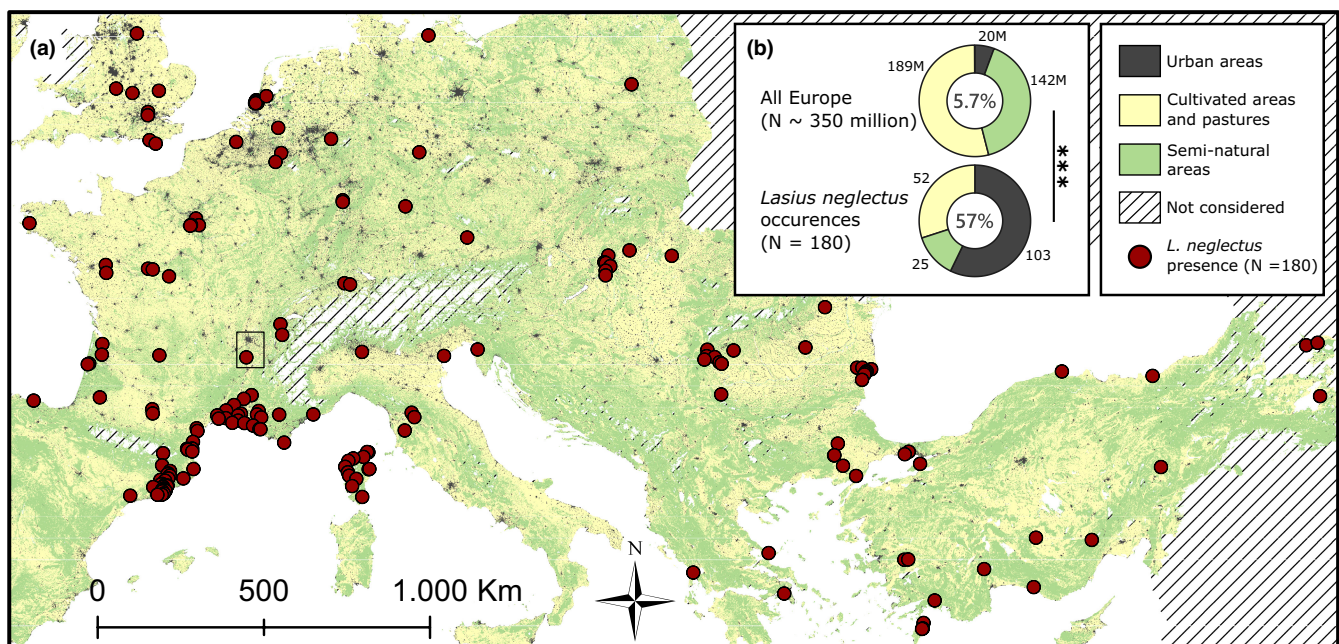 (a)
(b)
20M
189M
142M
All Europe
(N ~ 350 million)
5.7%
***
52
Lasius neglectus
occurences
(N = 180)
57%
25
103
Urban areas
Cultivated areas
and pastures
Semi-natural
areas
Not considered
L. neglectus
presence (N =180)
N
0
500
1.000 Km